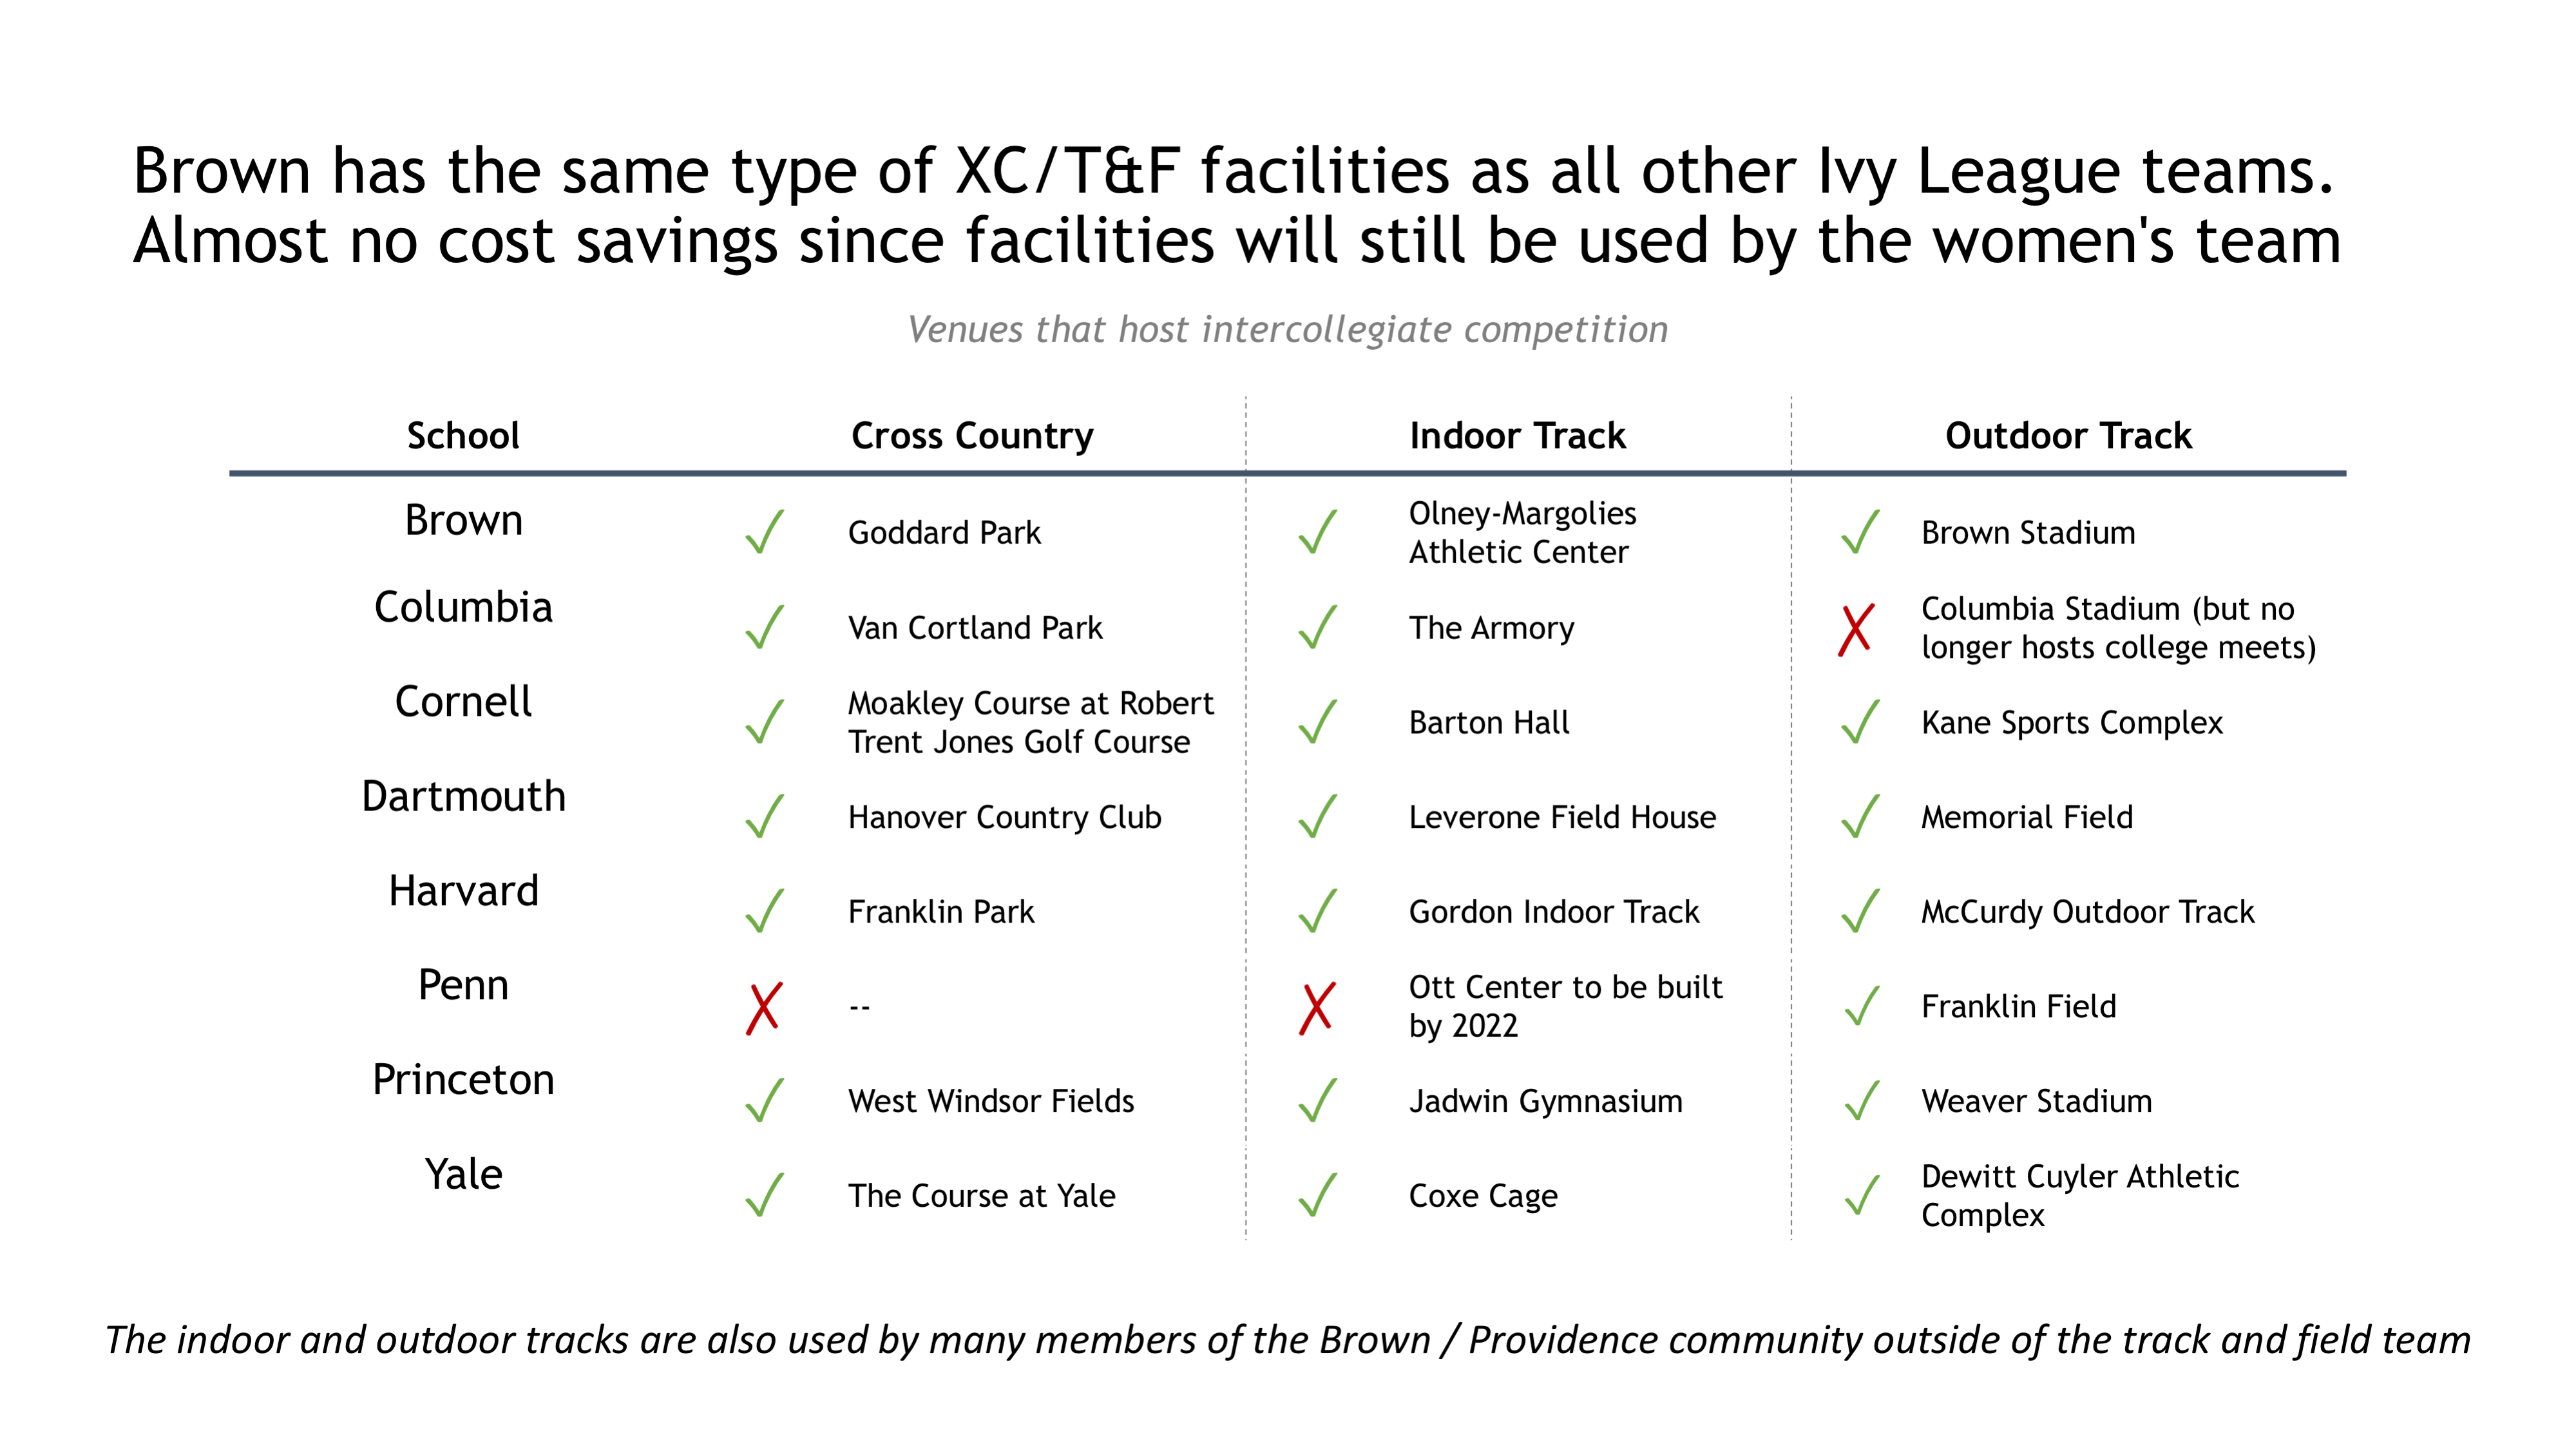 Brown has the same type of XC/T&F facilities as all other Ivy League teams.
Almost no cost savings since facilities will still be used by the women's team
Venues that host intercollegiate competition
School Cross Country Indoor Track Outdoor Track
Brown ✓ Goddard Park ✓ Olney-Margolies
Athletic Center ✓ Brown Stadium
Columbia ✓ Van Cortland Park ✓ The Armory ✗ Columbia Stadium (but no
longer hosts college meets)
Cornell ✓ Moakley Course at Robert
Trent Jones Golf Course ✓ Barton Hall ✓ Kane Sports Complex
Dartmouth ✓ Hanover Country Club ✓ Leverone Field House ✓ Memorial Field
Harvard ✓ Franklin Park ✓ Gordon Indoor Track ✓ McCurdy Outdoor Track
Penn ✗ -- ✗ Ott Center to be built
by 2022 ✓ Franklin Field
Princeton ✓ West Windsor Fields ✓ Jadwin Gymnasium ✓ Weaver Stadium
Yale ✓ The Course at Yale ✓ Coxe Cage ✓ Dewitt Cuyler Athletic
Complex
The indoor and outdoor tracks are also used by many members of the Brown / Providence community outside of the track and field team